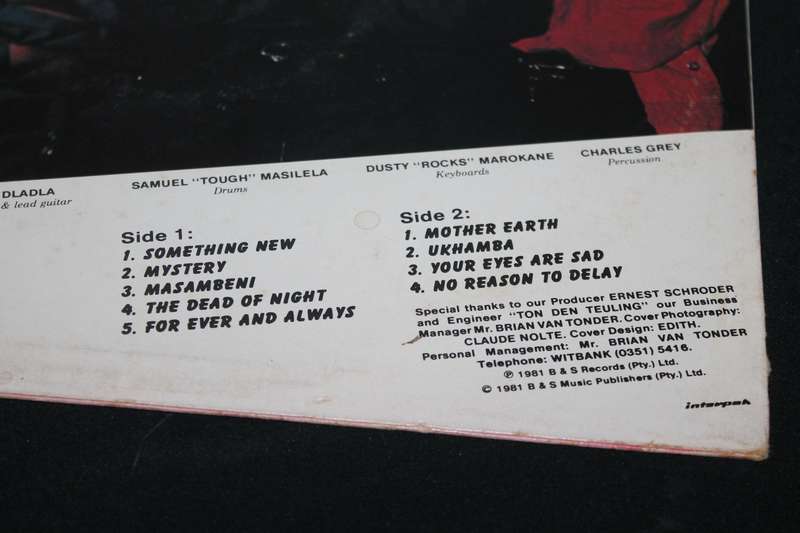 DLADLA
& lead guitar
SAMUEL "TOUGH" MASILELA
Drums
DUSTY "ROCKS" MAROKANE
Keyboards
CHARLES GREY
Percussion
Side 1:
1. SOMETHING NEW
2. MYSTERY
3. MASAMBENI
4. THE DEAD OF NIGHT
5. FOR EVER AND ALWAYS
Side 2:
1. MOTHER EARTH
2. UKHAMBA
3. YOUR EYES ARE SAD
4. NO REASON TO DELAY
Special thanks to our Producer ERNEST SCHRODER
and Engineer "TON DEN TEULING" our Business
Manager Mr. BRIAN VAN TONDER. Cover Photography:
CLAUDE NOLTE. Cover Design: EDITH.
Personal Management: Mr. BRIAN VAN TONDER
Telephone: WITBANK (0351) 5416.
℗ 1981 B & S Records (Pty.) Ltd.
© 1981 B & S Music Publishers (Pty.) Ltd.
interpak